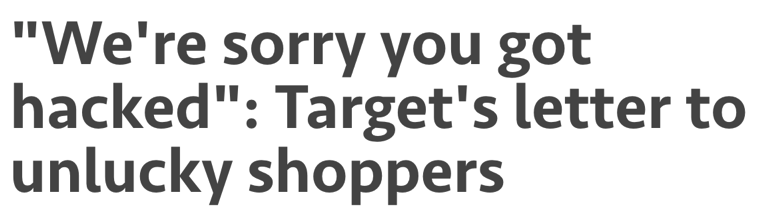 "We're sorry you got
hacked": Target's letter to
unlucky shoppers